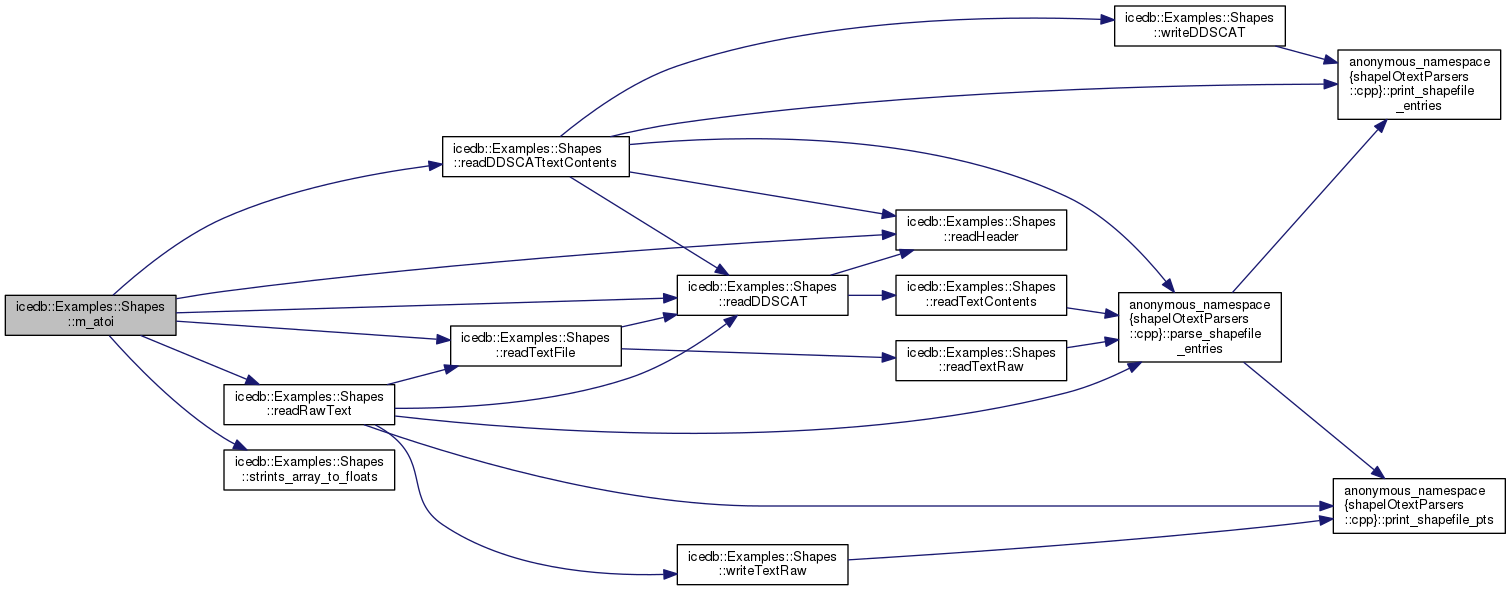 icedb::Examples::Shapes
::m_atoi
icedb::Examples::Shapes
::readDDSCATtextContents
icedb::Examples::Shapes
::writeDDSCAT
anonymous_namespace
{shapeIOtextParsers
::cpp}::print_shapefile
_entries
icedb::Examples::Shapes
::readHeader
icedb::Examples::Shapes
::readDDSCAT
icedb::Examples::Shapes
::readTextContents
anonymous_namespace
{shapeIOtextParsers
::cpp}::parse_shapefile
_entries
icedb::Examples::Shapes
::readTextFile
icedb::Examples::Shapes
::readTextRaw
icedb::Examples::Shapes
::readRawText
icedb::Examples::Shapes
::strints_array_to_floats
anonymous_namespace
{shapeIOtextParsers
::cpp}::print_shapefile_pts
icedb::Examples::Shapes
::writeTextRaw